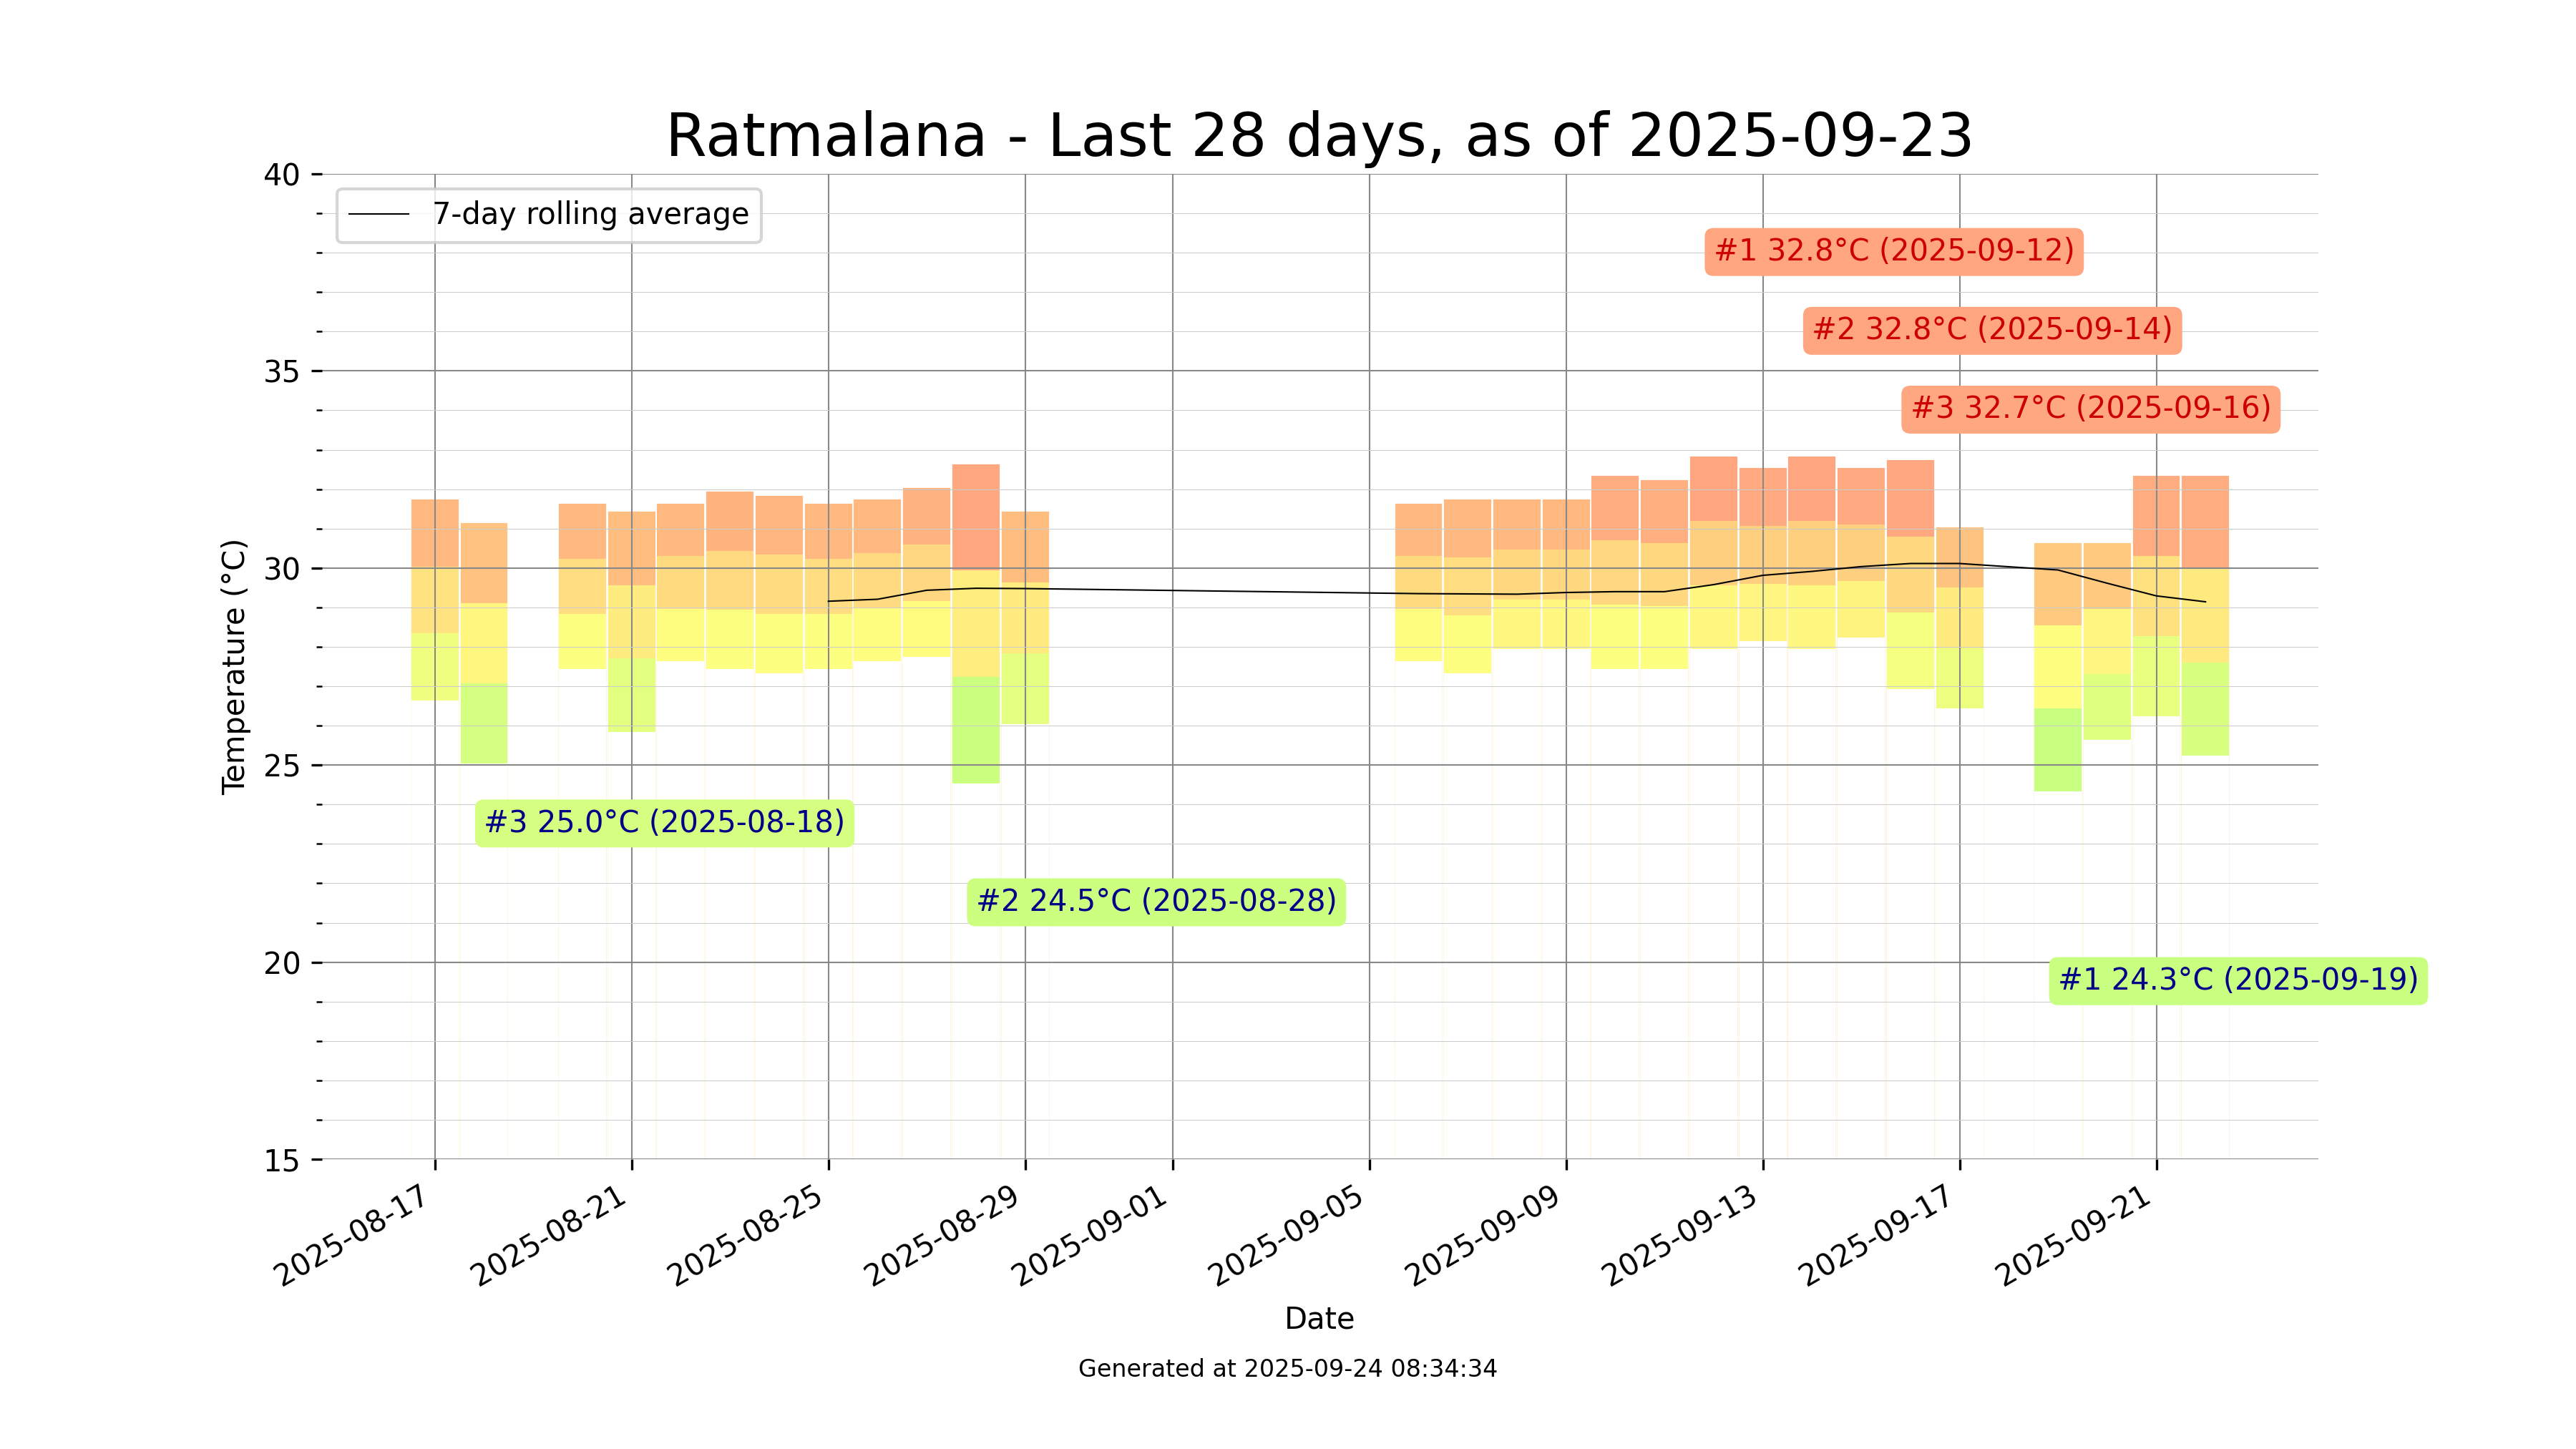 Ratmalana - Last 28 days, as of 2025-09-23
40
35
30
25
20
15
Temperature (°C)
7-day rolling average
#1 32.8°C (2025-09-12)
#2 32.8°C (2025-09-14)
#3 32.7°C (2025-09-16)
#3 25.0°C (2025-08-18)
#2 24.5°C (2025-08-28)
#1 24.3°C (2025-09-19)
2025-08-17
2025-08-21
2025-08-25
2025-08-29
2025-09-01
2025-09-05
2025-09-09
2025-09-13
2025-09-17
2025-09-21
Date
Generated at 2025-09-24 08:34:34